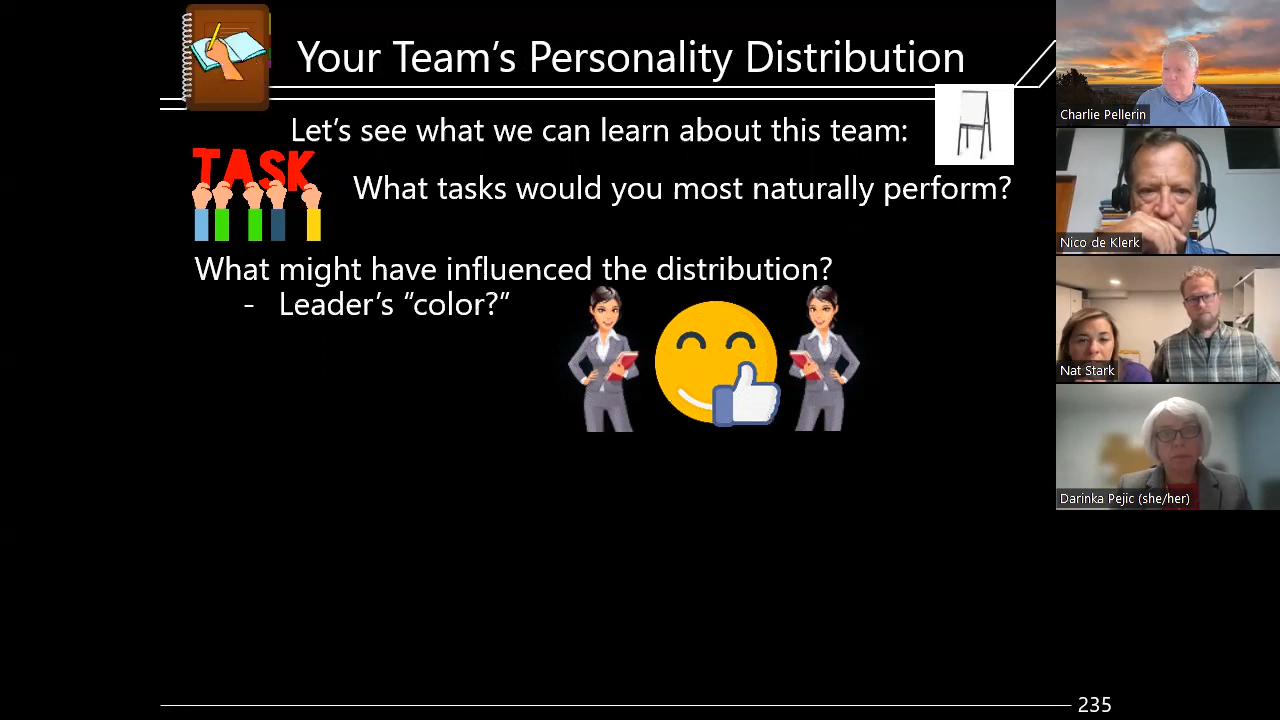 Your Team’s Personality Distribution
Let’s see what we can learn about this team:
TASK
What tasks would you most naturally perform?
What might have influenced the distribution?
- Leader’s “color?”
235
Charlie Pellerin
Nico de Klerk
Nat Stark
Darinka Pejic (she/her)